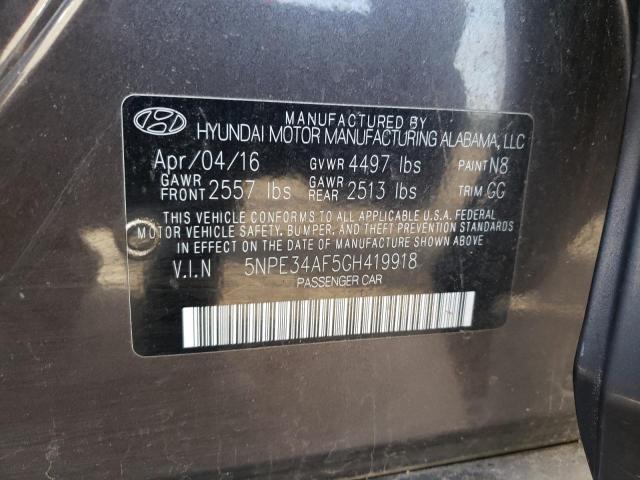 MANUFACTURED BY
HYUNDAI MOTOR MANUFACTURING ALABAMA, LLC
Apr/04/16 GVWR 4497 lbs PAINT N8
GAWR FRONT 2557 lbs GAWR REAR 2513 lbs TRIM GG
THIS VEHICLE CONFORMS TO ALL APPLICABLE U.S.A. FEDERAL
MOTOR VEHICLE SAFETY, BUMPER, AND THEFT PREVENTION STANDARDS
IN EFFECT ON THE DATE OF MANUFACTURE SHOWN ABOVE.
V.I.N 5NPE34AF5GH419918
PASSENGER CAR